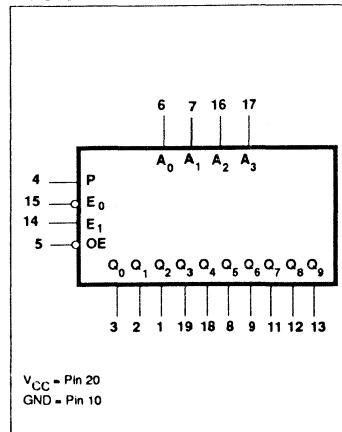 6 7 16 17
A0 A1 A2 A3
4 P
15 E0
14 E1
5 OE
Q0 Q1 Q2 Q3 Q4 Q5 Q6 Q7 Q8 Q9
3 2 1 19 18 8 9 11 12 13
VCC = Pin 20
GND = Pin 10